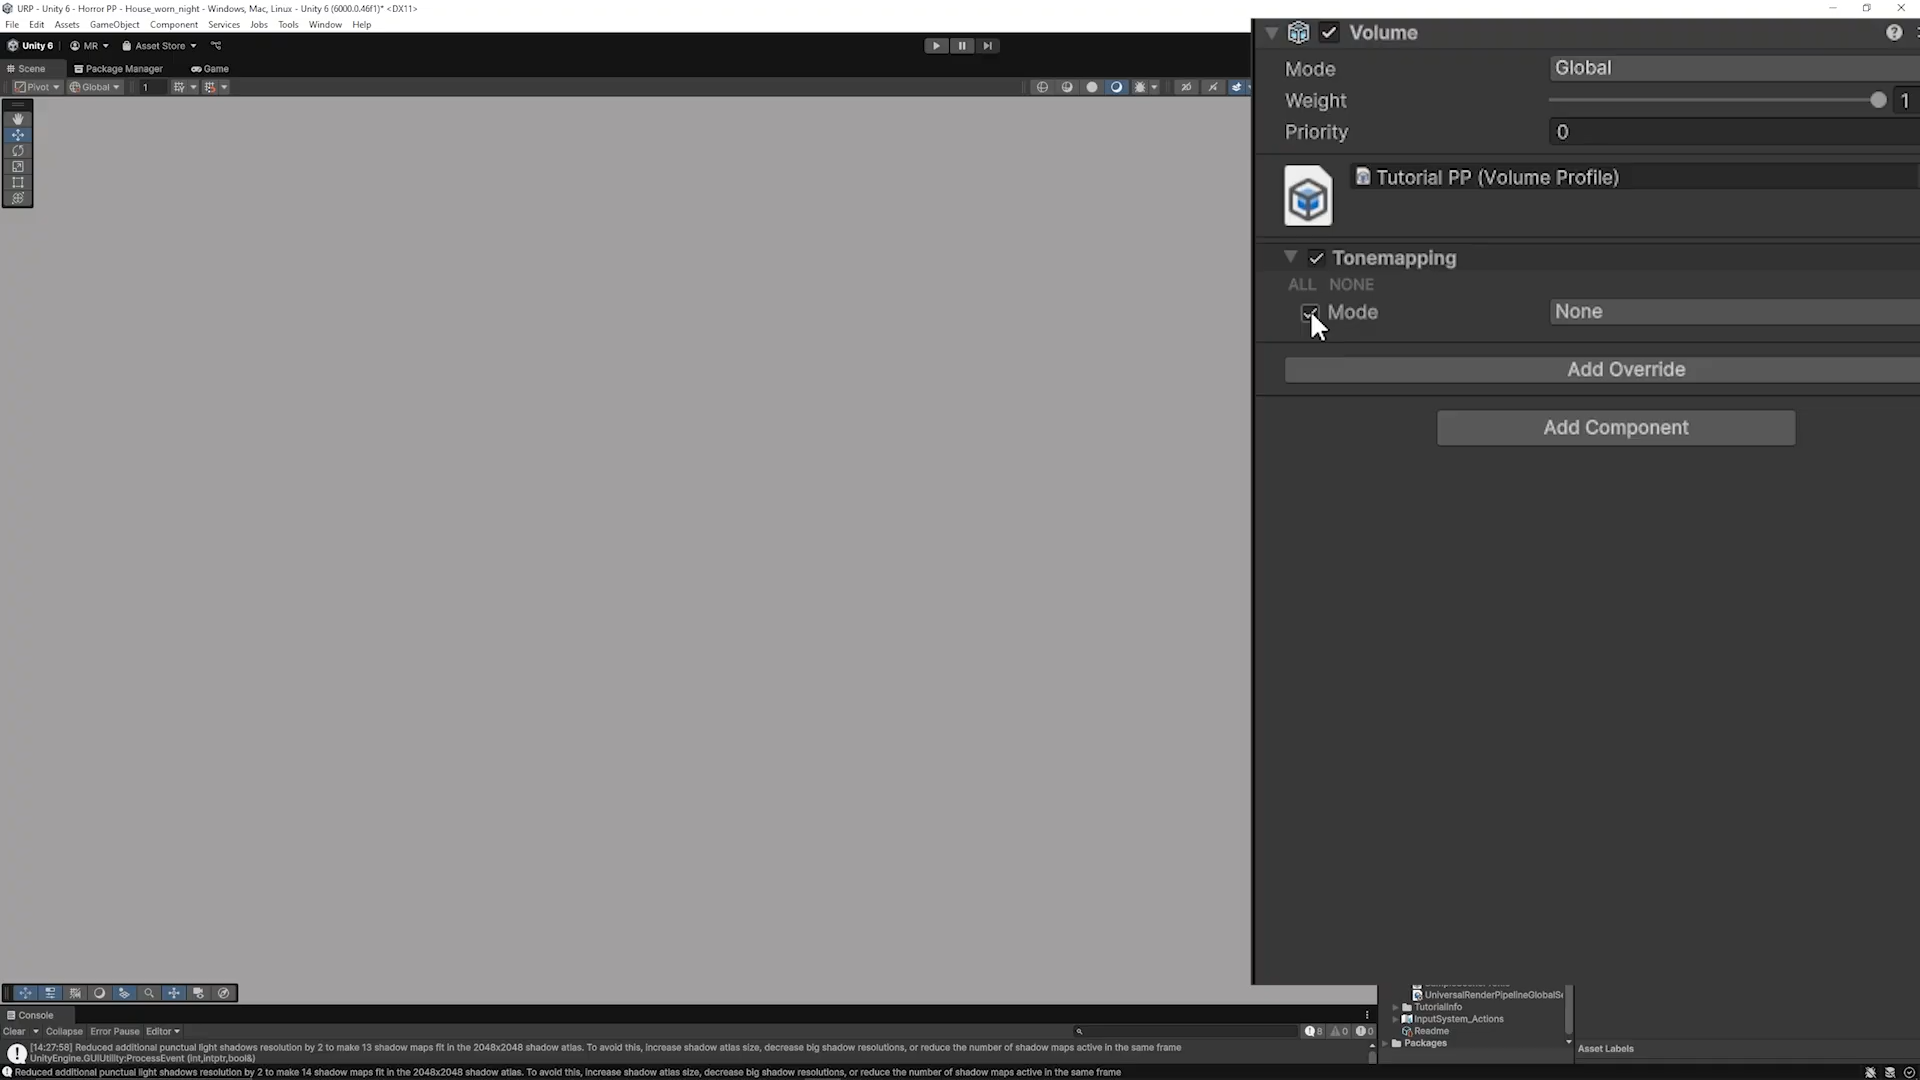 URP - Unity 6 - Horror PP - House_worn_night - Windows, Mac, Linux - Unity 6 (6000.0.46f1)* <DX11>
File Edit Assets GameObject Component Services Jobs Tools Window Help
Unity 6 MR Asset Store
Scene Package Manager Game
Pivot Global 1
Volume
Mode Global
Weight 1
Priority 0
Tutorial PP (Volume Profile)
Tonemapping
ALL NONE
Mode None
Add Override
Add Component
UniversalRenderPipelineGlobalSe
TutorialInfo
InputSystem_Actions
Readme
Packages
Asset Labels
Console
Clear Collapse Error Pause Editor 8 0 0
[14:27:58] Reduced additional punctual light shadows resolution by 2 to make 13 shadow maps fit in the 2048x2048 shadow atlas. To avoid this, increase shadow atlas size, decrease big shadow resolutions, or reduce the number of shadow maps active in the same frame
UnityEngine.GUIUtility:ProcessEvent (int,intptr,bool&)
Reduced additional punctual light shadows resolution by 2 to make 14 shadow maps fit in the 2048x2048 shadow atlas. To avoid this, increase shadow atlas size, decrease big shadow resolutions, or reduce the number of shadow maps active in the same frame